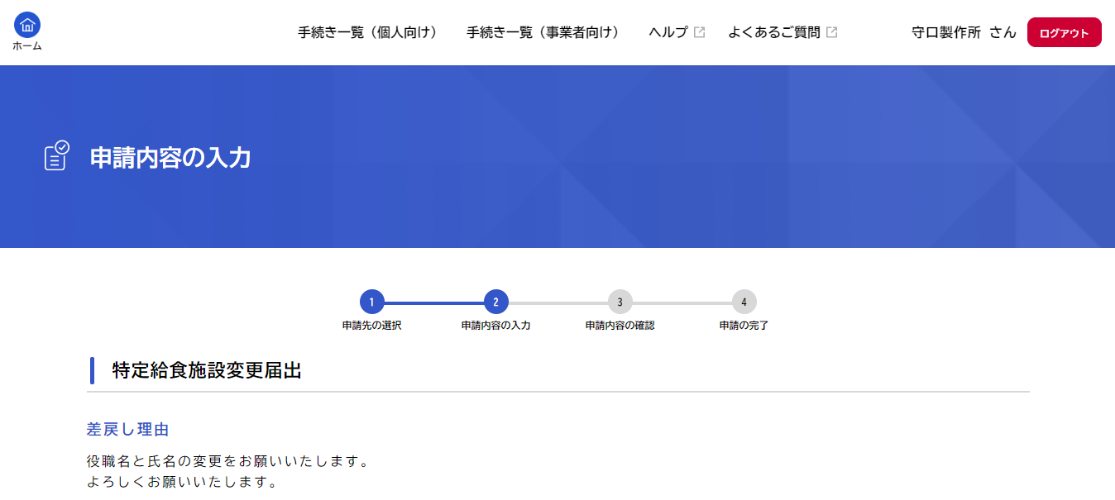 ホーム
手続き一覧（個人向け）
手続き一覧（事業者向け）
ヘルプ
よくあるご質問
守口製作所 さん
ログアウト
申請内容の入力
1
2
3
4
申請先の選択
申請内容の入力
申請内容の確認
申請の完了
特定給食施設変更届出
差戻し理由
役職名と氏名の変更をお願いいたします。
よろしくお願いいたします。